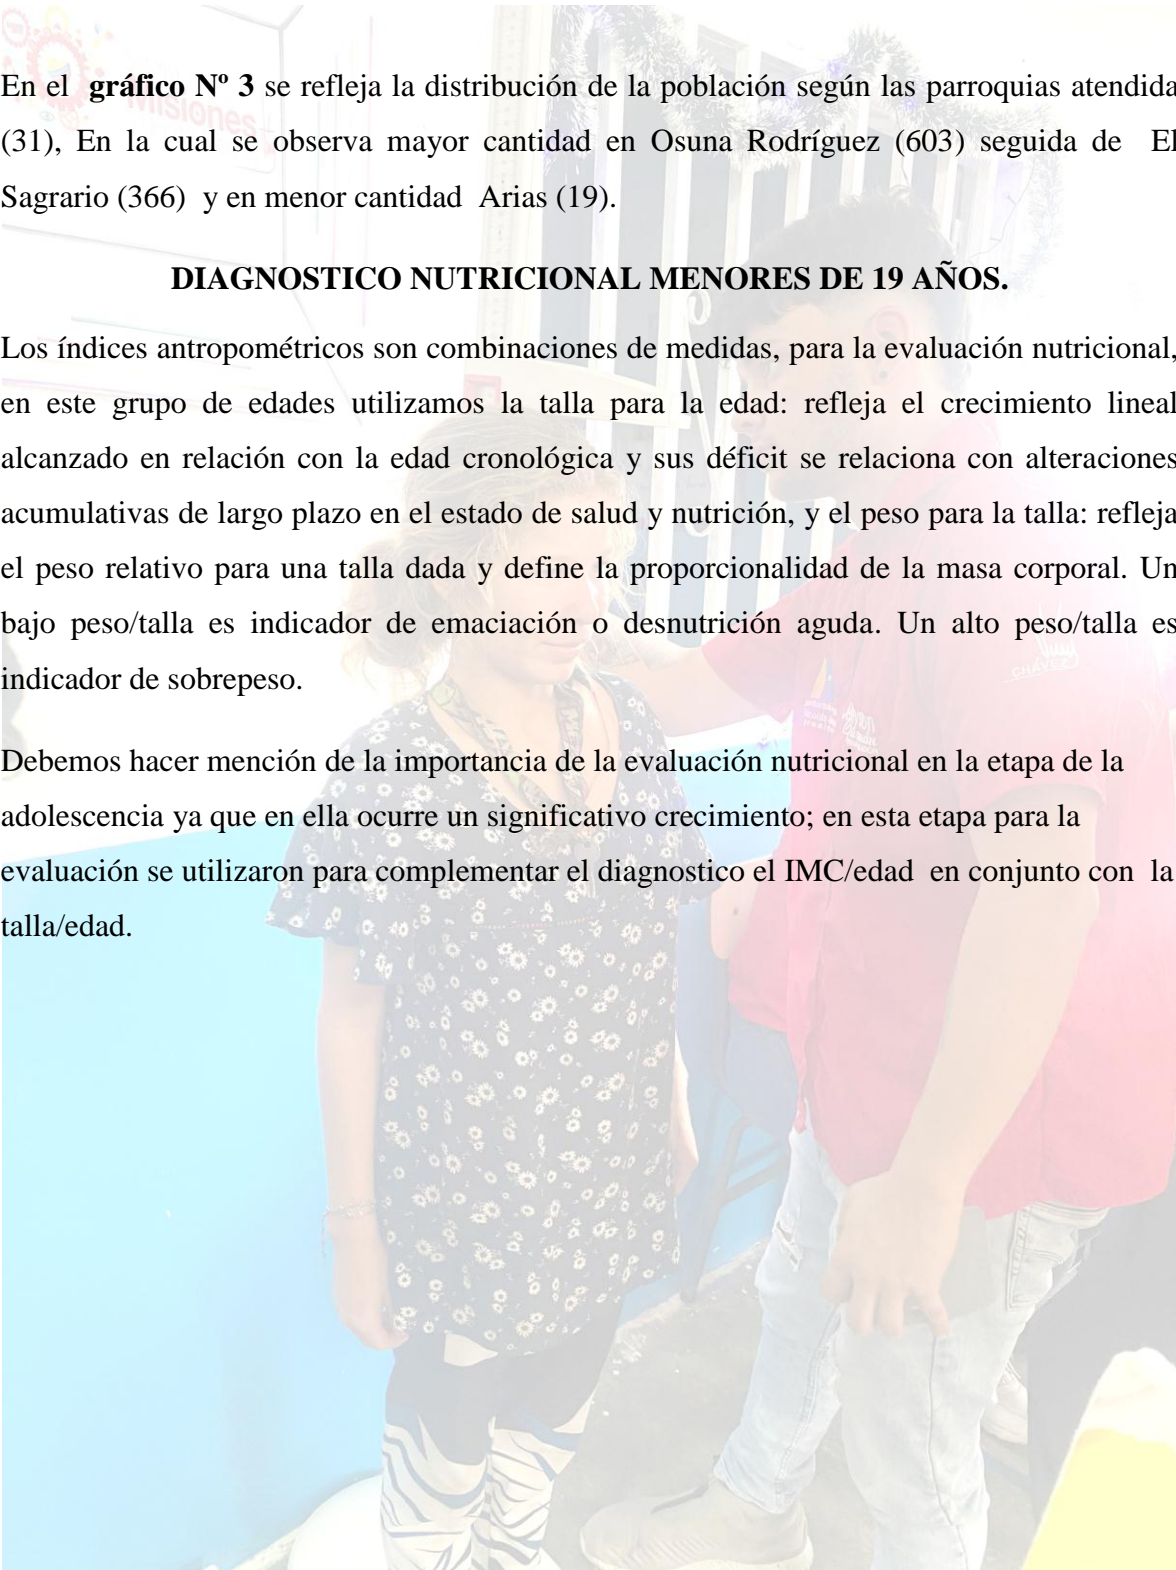 En el gráfico Nº 3 se refleja la distribución de la población según las parroquias atendida
(31), En la cual se observa mayor cantidad en Osuna Rodríguez (603) seguida de El
Sagrario (366) y en menor cantidad Arias (19).
DIAGNOSTICO NUTRICIONAL MENORES DE 19 AÑOS.
Los índices antropométricos son combinaciones de medidas, para la evaluación nutricional,
en este grupo de edades utilizamos la talla para la edad: refleja el crecimiento lineal
alcanzado en relación con la edad cronológica y sus déficit se relaciona con alteraciones
acumulativas de largo plazo en el estado de salud y nutrición, y el peso para la talla: refleja
el peso relativo para una talla dada y define la proporcionalidad de la masa corporal. Un
bajo peso/talla es indicador de emaciación o desnutrición aguda. Un alto peso/talla es
indicador de sobrepeso.
Debemos hacer mención de la importancia de la evaluación nutricional en la etapa de la
adolescencia ya que en ella ocurre un significativo crecimiento; en esta etapa para la
evaluación se utilizaron para complementar el diagnostico el IMC/edad en conjunto con la
talla/edad.
Misiones
CHÁVEZ